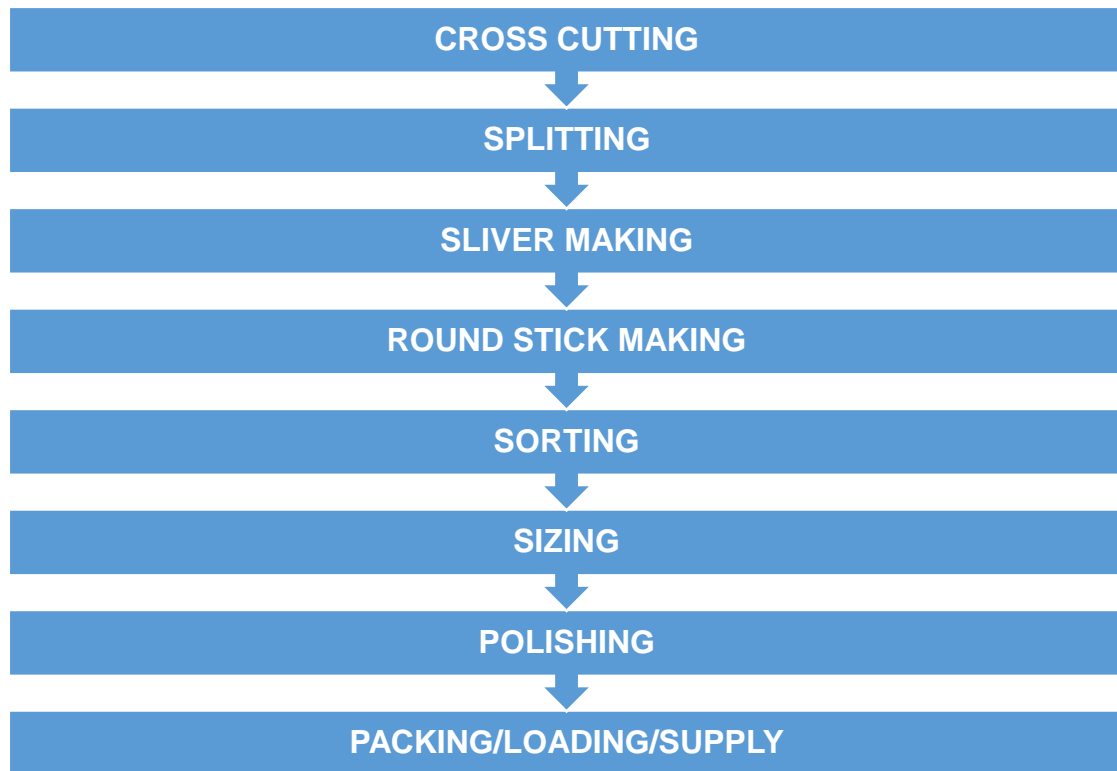 CROSS CUTTING
SPLITTING
SLIVER MAKING
ROUND STICK MAKING
SORTING
SIZING
POLISHING
PACKING/LOADING/SUPPLY